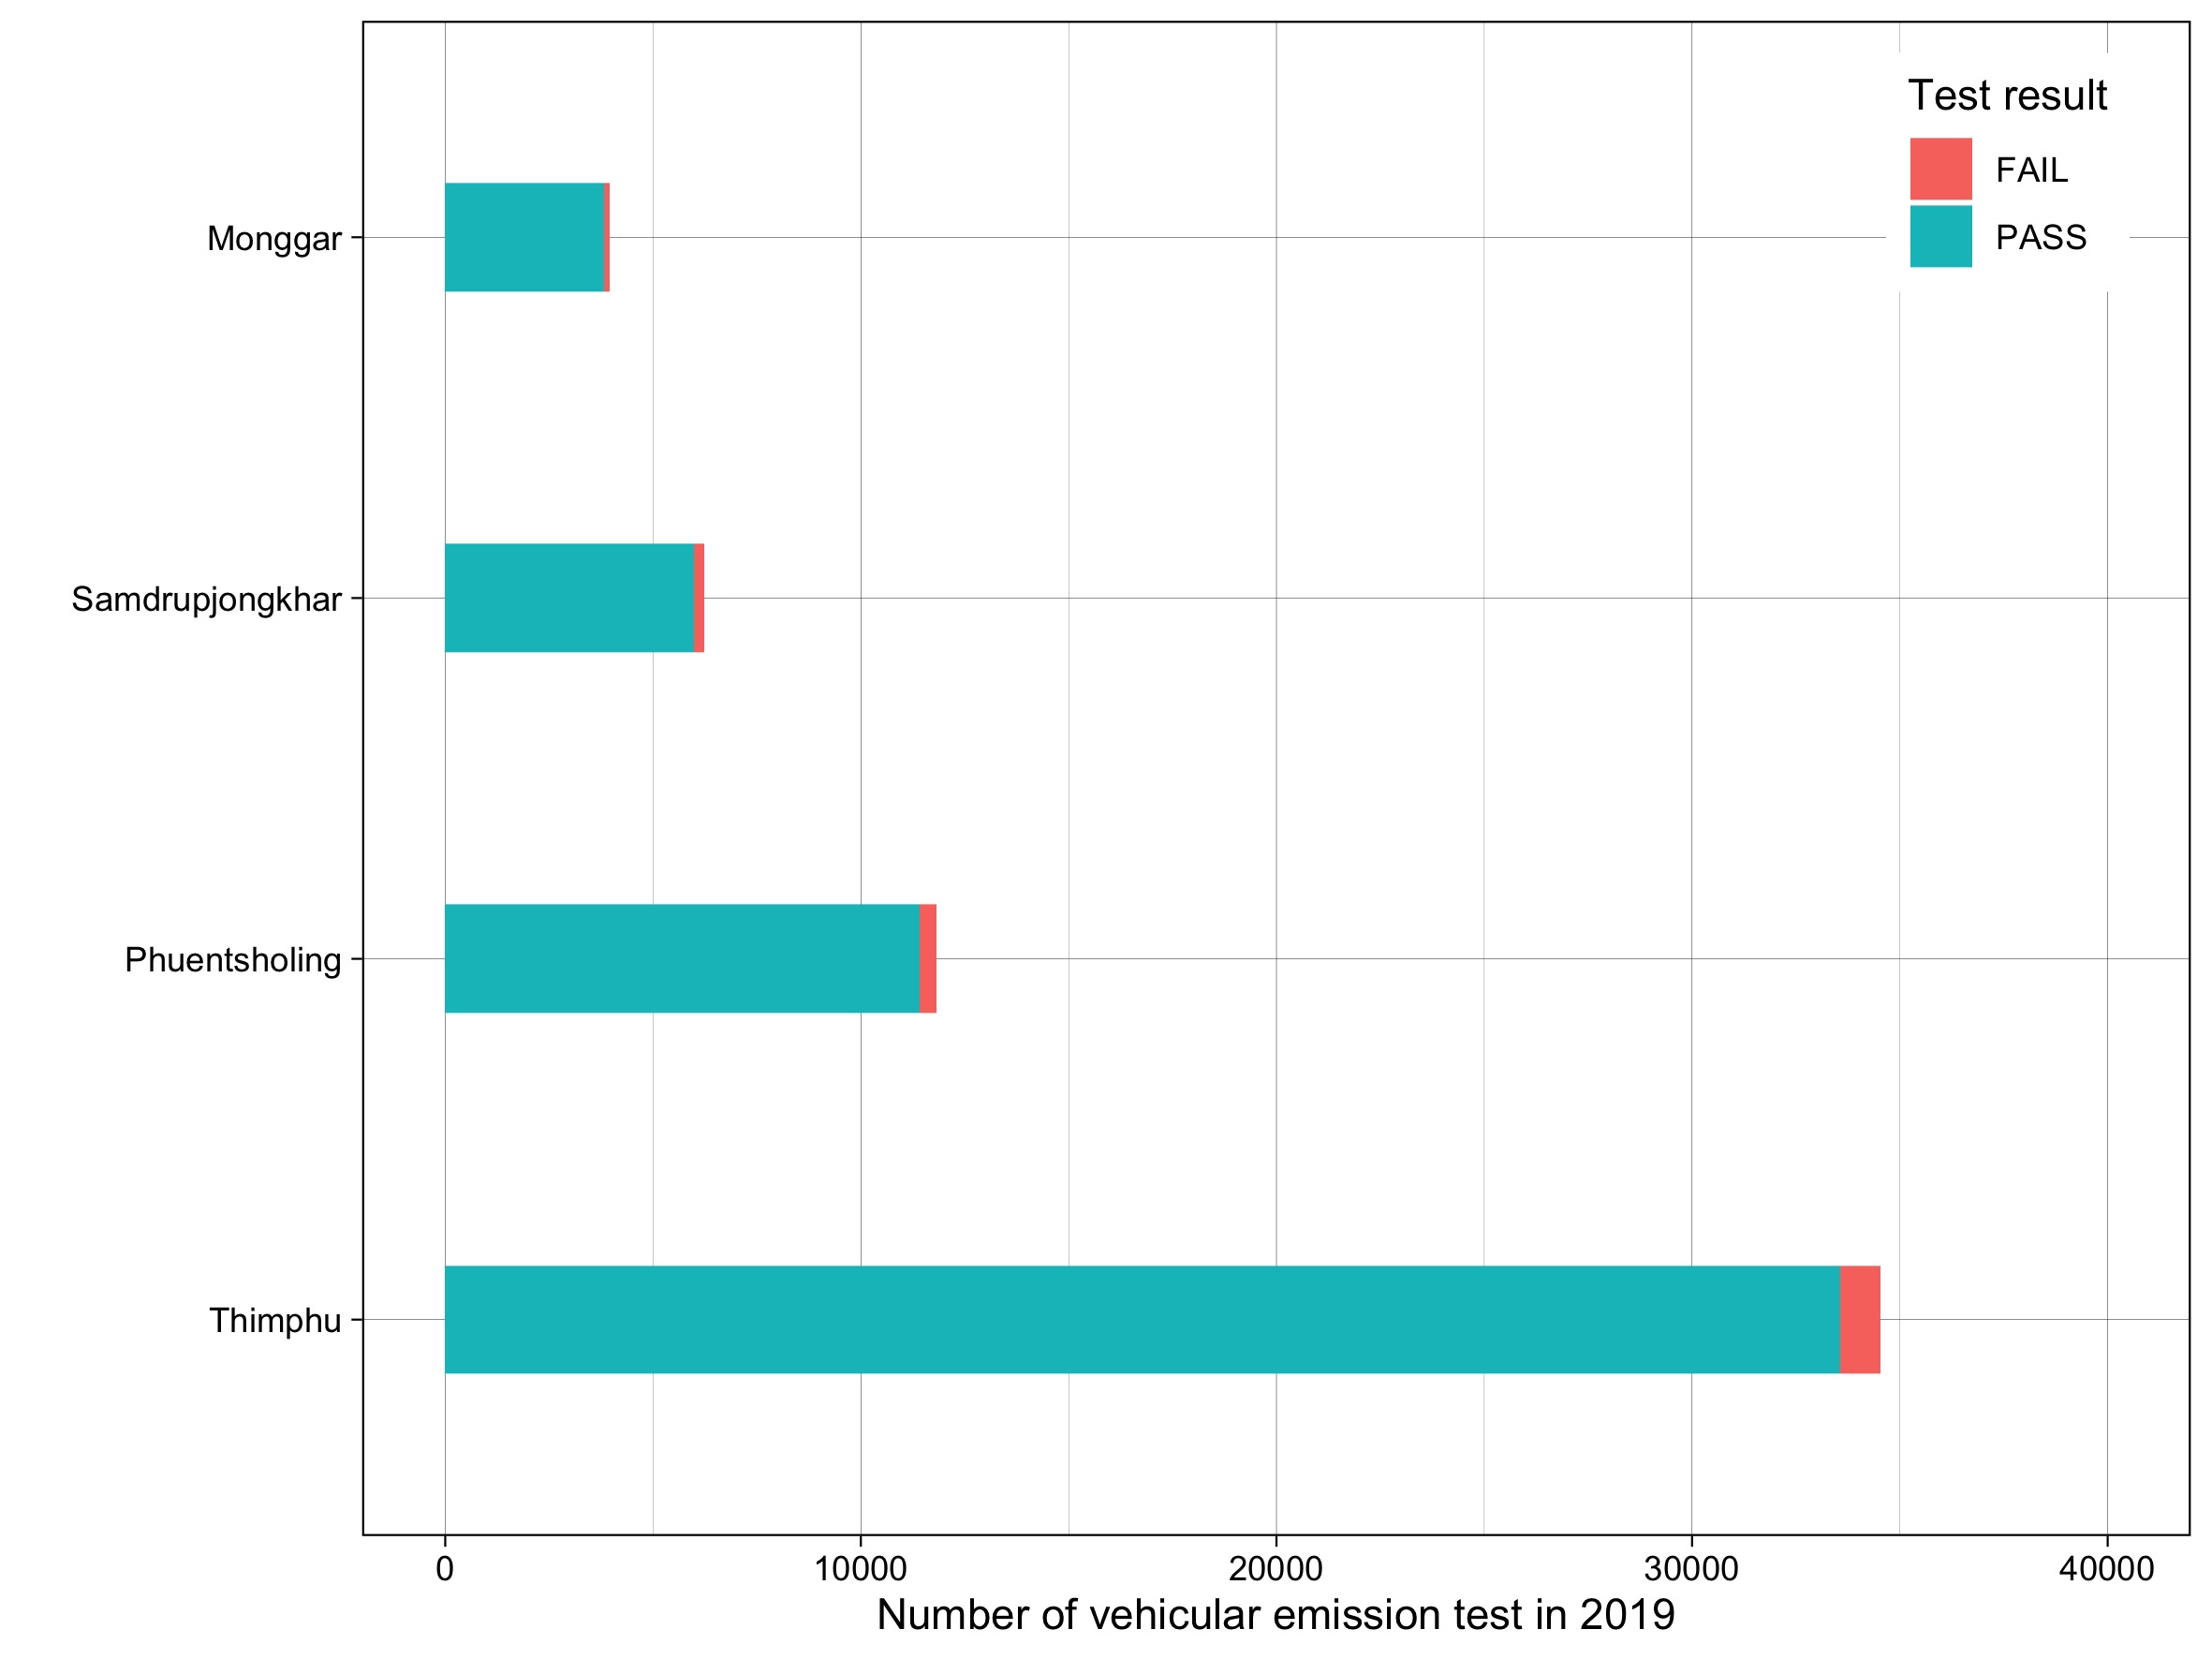 Test result
FAIL
PASS
Monggar
Samdrupjongkhar
Phuentsholing
Thimphu
0 10000 20000 30000 40000
Number of vehicular emission test in 2019